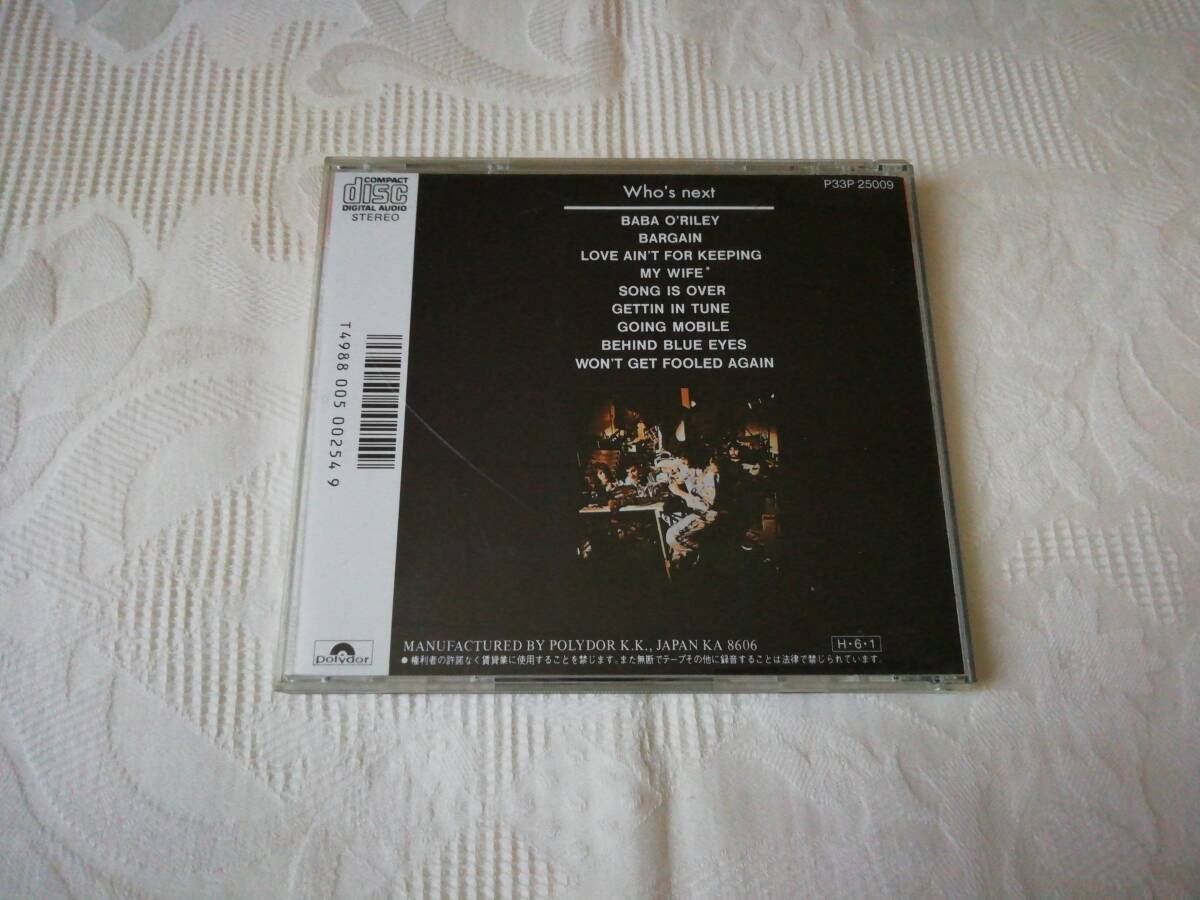 COMPACT
disc
DIGITAL AUDIO
STEREO
T4988 005 00254 9
polydor
Who's next
P33P 25009
BABA O'RILEY
BARGAIN
LOVE AIN'T FOR KEEPING
MY WIFE*
SONG IS OVER
GETTIN IN TUNE
GOING MOBILE
BEHIND BLUE EYES
WON'T GET FOOLED AGAIN
MANUFACTURED BY POLYDOR K.K., JAPAN KA 8606
H・6・1
●権利者の許諾なく賃貸業に使用することを禁じます。また無断でテープその他に録音することは法律で禁じられています。